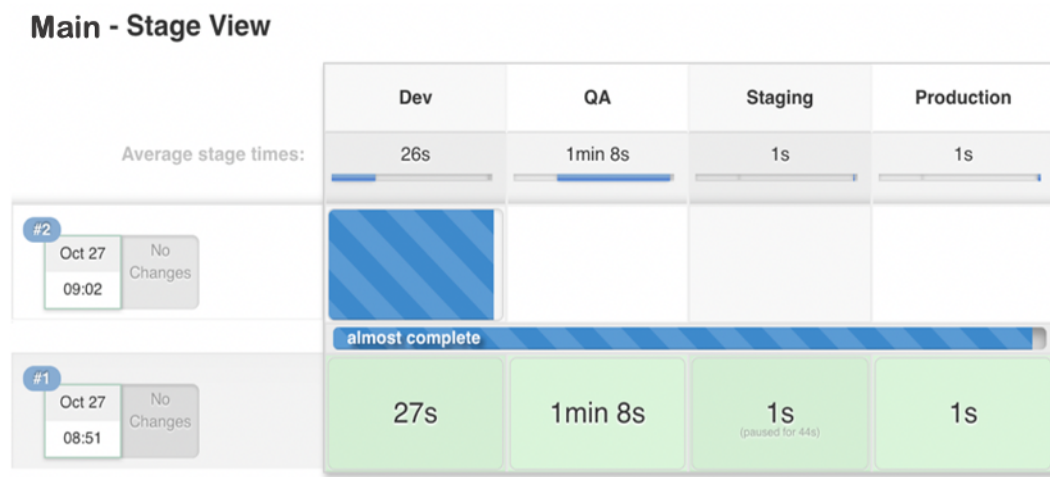 Main - Stage View
Dev QA Staging Production
Average stage times: 26s 1min 8s 1s 1s
#2
Oct 27 No
Changes
09:02
almost complete
#1
Oct 27 No
Changes
08:51
27s 1min 8s 1s 1s
(paused for 44s)